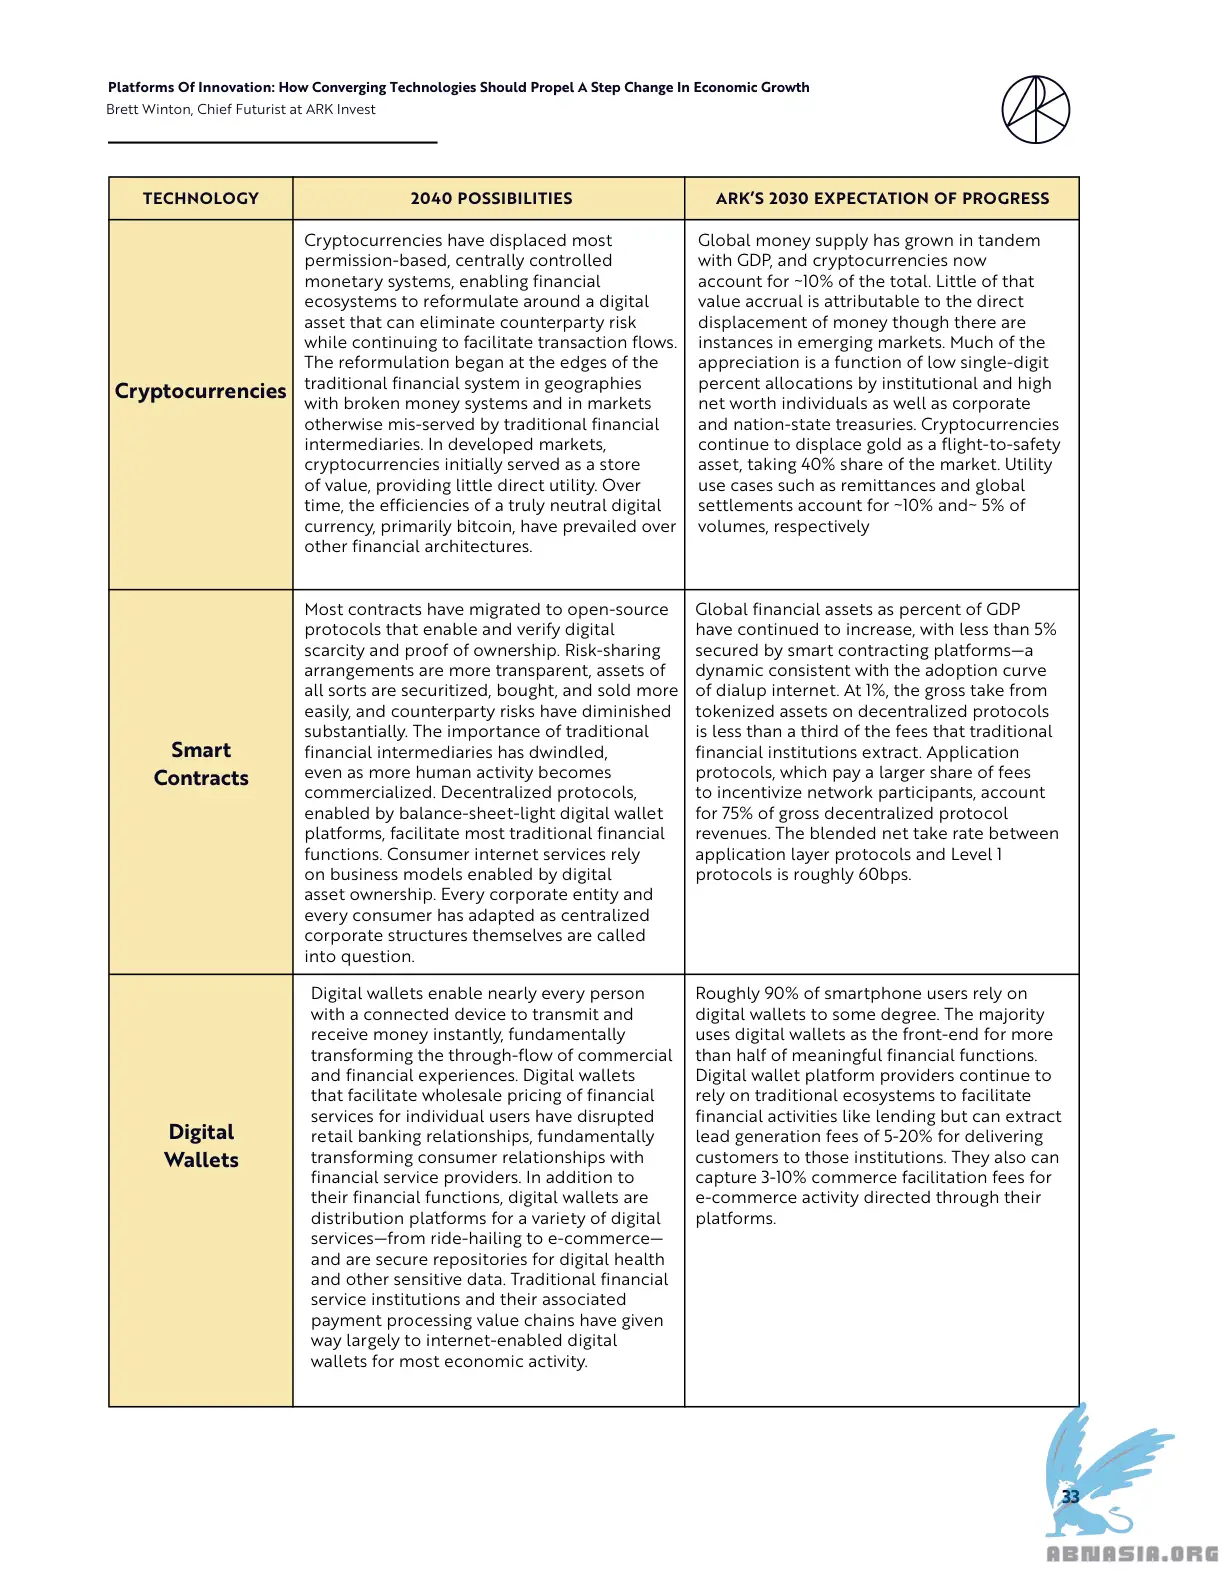 Platforms Of Innovation: How Converging Technologies Should Propel A Step Change In Economic Growth
Brett Winton, Chief Futurist at ARK Invest
TECHNOLOGY
2040 POSSIBILITIES
ARK'S 2030 EXPECTATION OF PROGRESS
Cryptocurrencies
Cryptocurrencies have displaced most
permission-based, centrally controlled
monetary systems, enabling financial
ecosystems to reformulate around a digital
asset that can eliminate counterparty risk
while continuing to facilitate transaction flows.
The reformulation began at the edges of the
traditional financial system in geographies
with broken money systems and in markets
otherwise mis-served by traditional financial
intermediaries. In developed markets,
cryptocurrencies initially served as a store
of value, providing little direct utility. Over
time, the efficiencies of a truly neutral digital
currency, primarily bitcoin, have prevailed over
other financial architectures.
Global money supply has grown in tandem
with GDP, and cryptocurrencies now
account for ~10% of the total. Little of that
value accrual is attributable to the direct
displacement of money though there are
instances in emerging markets. Much of the
appreciation is a function of low single-digit
percent allocations by institutional and high
net worth individuals as well as corporate
and nation-state treasuries. Cryptocurrencies
continue to displace gold as a flight-to-safety
asset, taking 40% share of the market. Utility
use cases such as remittances and global
settlements account for ~10% and~ 5% of
volumes, respectively
Smart
Contracts
Most contracts have migrated to open-source
protocols that enable and verify digital
scarcity and proof of ownership. Risk-sharing
arrangements are more transparent, assets of
all sorts are securitized, bought, and sold more
easily, and counterparty risks have diminished
substantially. The importance of traditional
financial intermediaries has dwindled,
even as more human activity becomes
commercialized. Decentralized protocols,
enabled by balance-sheet-light digital wallet
platforms, facilitate most traditional financial
functions. Consumer internet services rely
on business models enabled by digital
asset ownership. Every corporate entity and
every consumer has adapted as centralized
corporate structures themselves are called
into question.
Global financial assets as percent of GDP
have continued to increase, with less than 5%
secured by smart contracting platforms—a
dynamic consistent with the adoption curve
of dialup internet. At 1%, the gross take from
tokenized assets on decentralized protocols
is less than a third of the fees that traditional
financial institutions extract. Application
protocols, which pay a larger share of fees
to incentivize network participants, account
for 75% of gross decentralized protocol
revenues. The blended net take rate between
application layer protocols and Level 1
protocols is roughly 60bps.
Digital
Wallets
Digital wallets enable nearly every person
with a connected device to transmit and
receive money instantly, fundamentally
transforming the through-flow of commercial
and financial experiences. Digital wallets
that facilitate wholesale pricing of financial
services for individual users have disrupted
retail banking relationships, fundamentally
transforming consumer relationships with
financial service providers. In addition to
their financial functions, digital wallets are
distribution platforms for a variety of digital
services—from ride-hailing to e-commerce—
and are secure repositories for digital health
and other sensitive data. Traditional financial
service institutions and their associated
payment processing value chains have given
way largely to internet-enabled digital
wallets for most economic activity.
Roughly 90% of smartphone users rely on
digital wallets to some degree. The majority
uses digital wallets as the front-end for more
than half of meaningful financial functions.
Digital wallet platform providers continue to
rely on traditional ecosystems to facilitate
financial activities like lending but can extract
lead generation fees of 5-20% for delivering
customers to those institutions. They also can
capture 3-10% commerce facilitation fees for
e-commerce activity directed through their
platforms.
33
ABNASIA.ORG